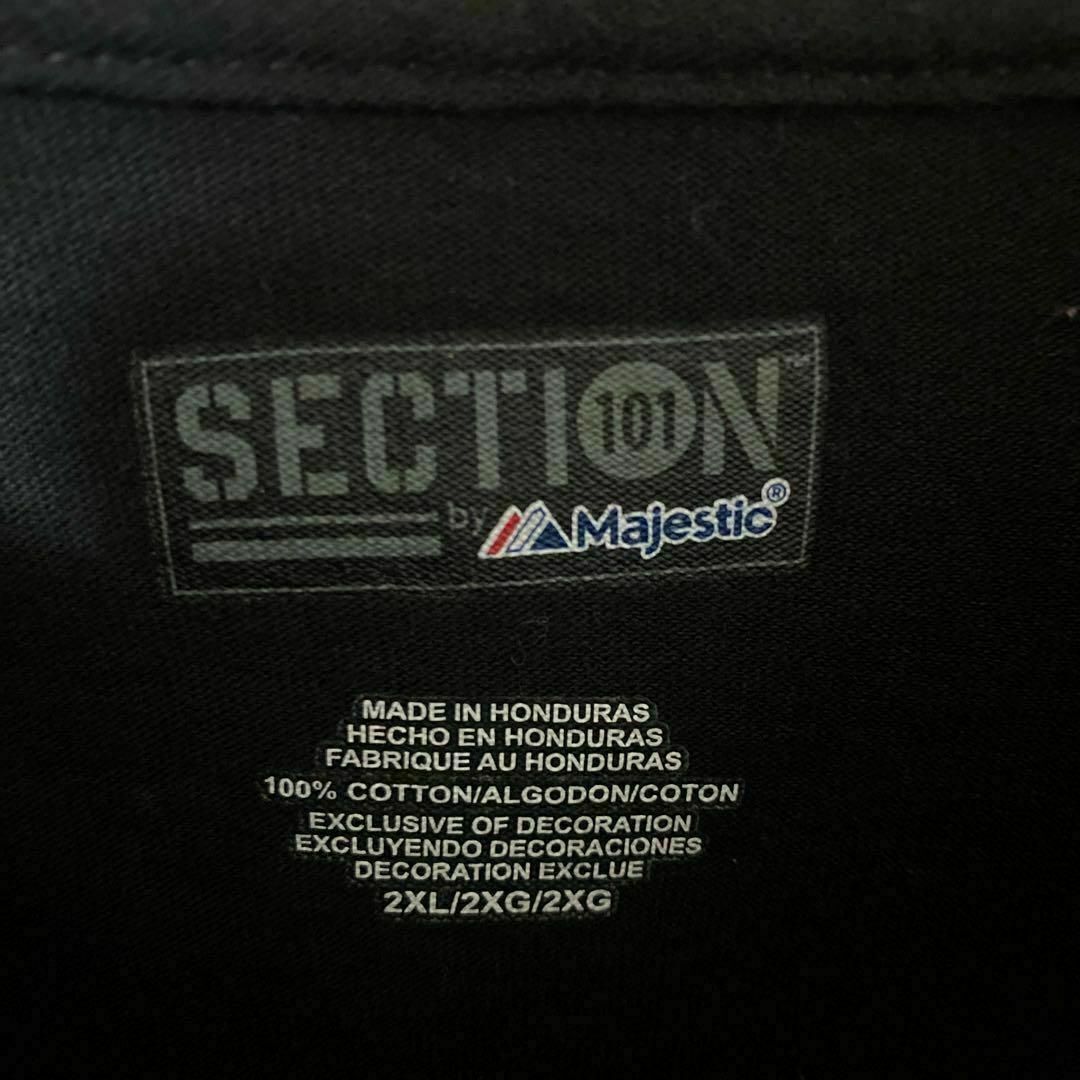 SECTION™
101
by Majestic®
MADE IN HONDURAS
HECHO EN HONDURAS
FABRIQUE AU HONDURAS
100% COTTON/ALGODON/COTON
EXCLUSIVE OF DECORATION
EXCLUYENDO DECORACIONES
DECORATION EXCLUE
2XL/2XG/2XG